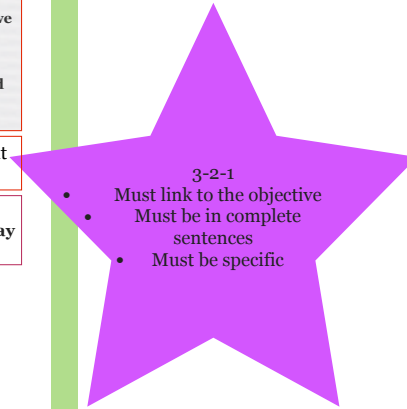 3-2-1
• Must link to the objective
• Must be in complete
sentences
• Must be specific